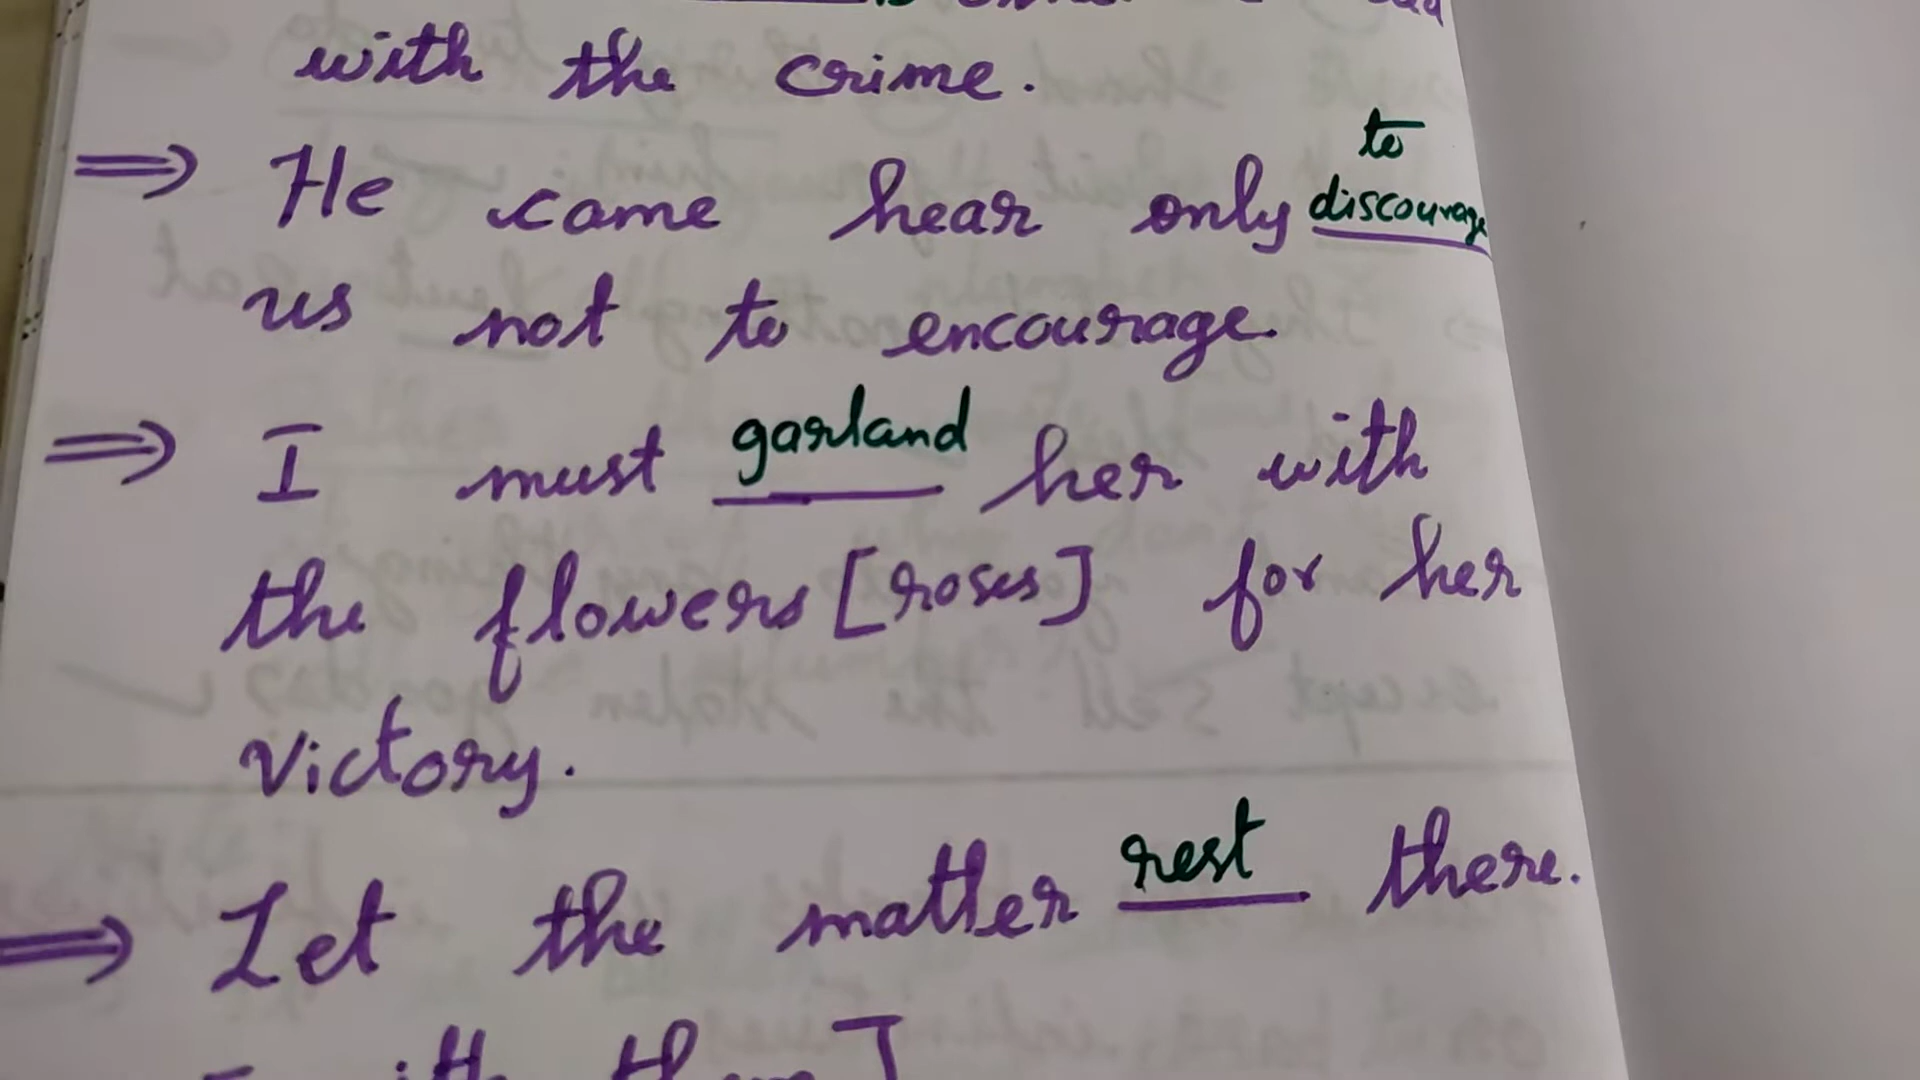 with the crime.
⇒ He came hear only to discourage
us not to encourage.
⇒ I must garland her with
the flowers [roses] for her
victory.
⇒ Let the matter rest there.